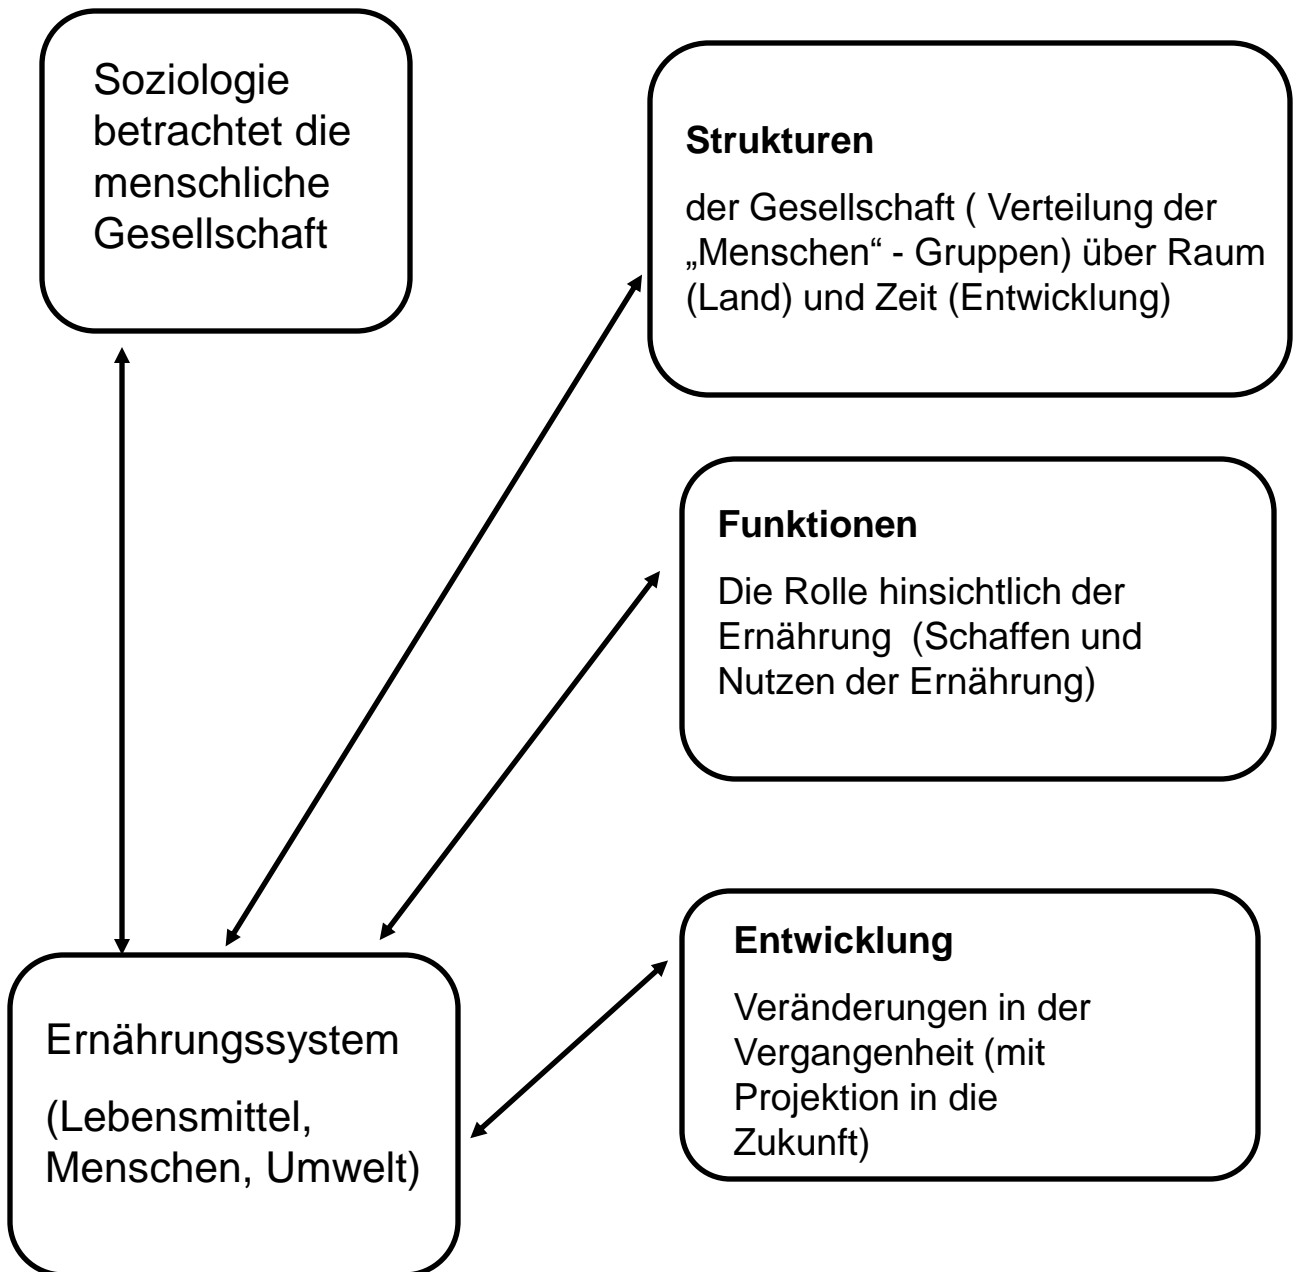 Soziologie
betrachtet die
menschliche
Gesellschaft
Strukturen
der Gesellschaft ( Verteilung der
„Menschen“ - Gruppen) über Raum
(Land) und Zeit (Entwicklung)
Funktionen
Die Rolle hinsichtlich der
Ernährung  (Schaffen und
Nutzen der Ernährung)
Entwicklung
Veränderungen in der
Vergangenheit (mit
Projektion in die
Zukunft)
Ernährungssystem
(Lebensmittel,
Menschen, Umwelt)